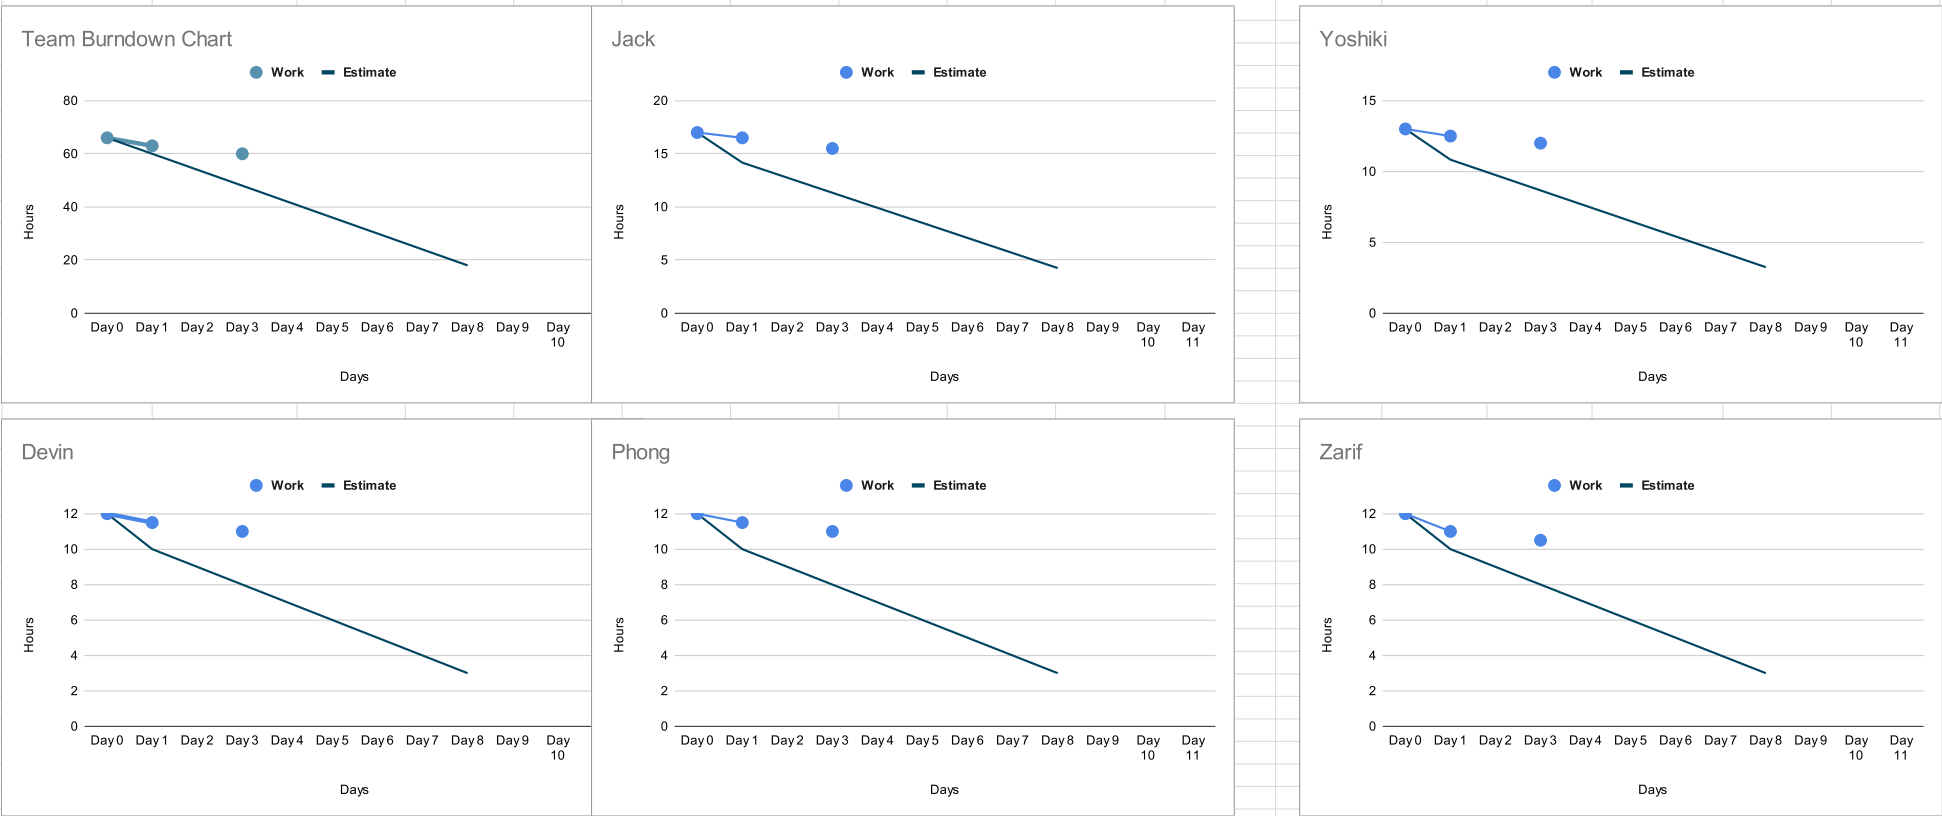 Team Burndown Chart
Work Estimate
80
60
40
20
0
Hours
Day 0 Day 1 Day 2 Day 3 Day 4 Day 5 Day 6 Day 7 Day 8 Day 9 Day
10
Days
Jack
Work Estimate
20
15
10
5
0
Hours
Day 0 Day 1 Day 2 Day 3 Day 4 Day 5 Day 6 Day 7 Day 8 Day 9 Day Day
10 11
Days
Yoshiki
Work Estimate
15
10
5
0
Hours
Day 0 Day 1 Day 2 Day 3 Day 4 Day 5 Day 6 Day 7 Day 8 Day 9 Day Day
10 11
Days
Devin
Work Estimate
12
10
8
6
4
2
0
Hours
Day 0 Day 1 Day 2 Day 3 Day 4 Day 5 Day 6 Day 7 Day 8 Day 9 Day
10
Days
Phong
Work Estimate
12
10
8
6
4
2
0
Hours
Day 0 Day 1 Day 2 Day 3 Day 4 Day 5 Day 6 Day 7 Day 8 Day 9 Day Day
10 11
Days
Zarif
Work Estimate
12
10
8
6
4
2
0
Hours
Day 0 Day 1 Day 2 Day 3 Day 4 Day 5 Day 6 Day 7 Day 8 Day 9 Day Day
10 11
Days